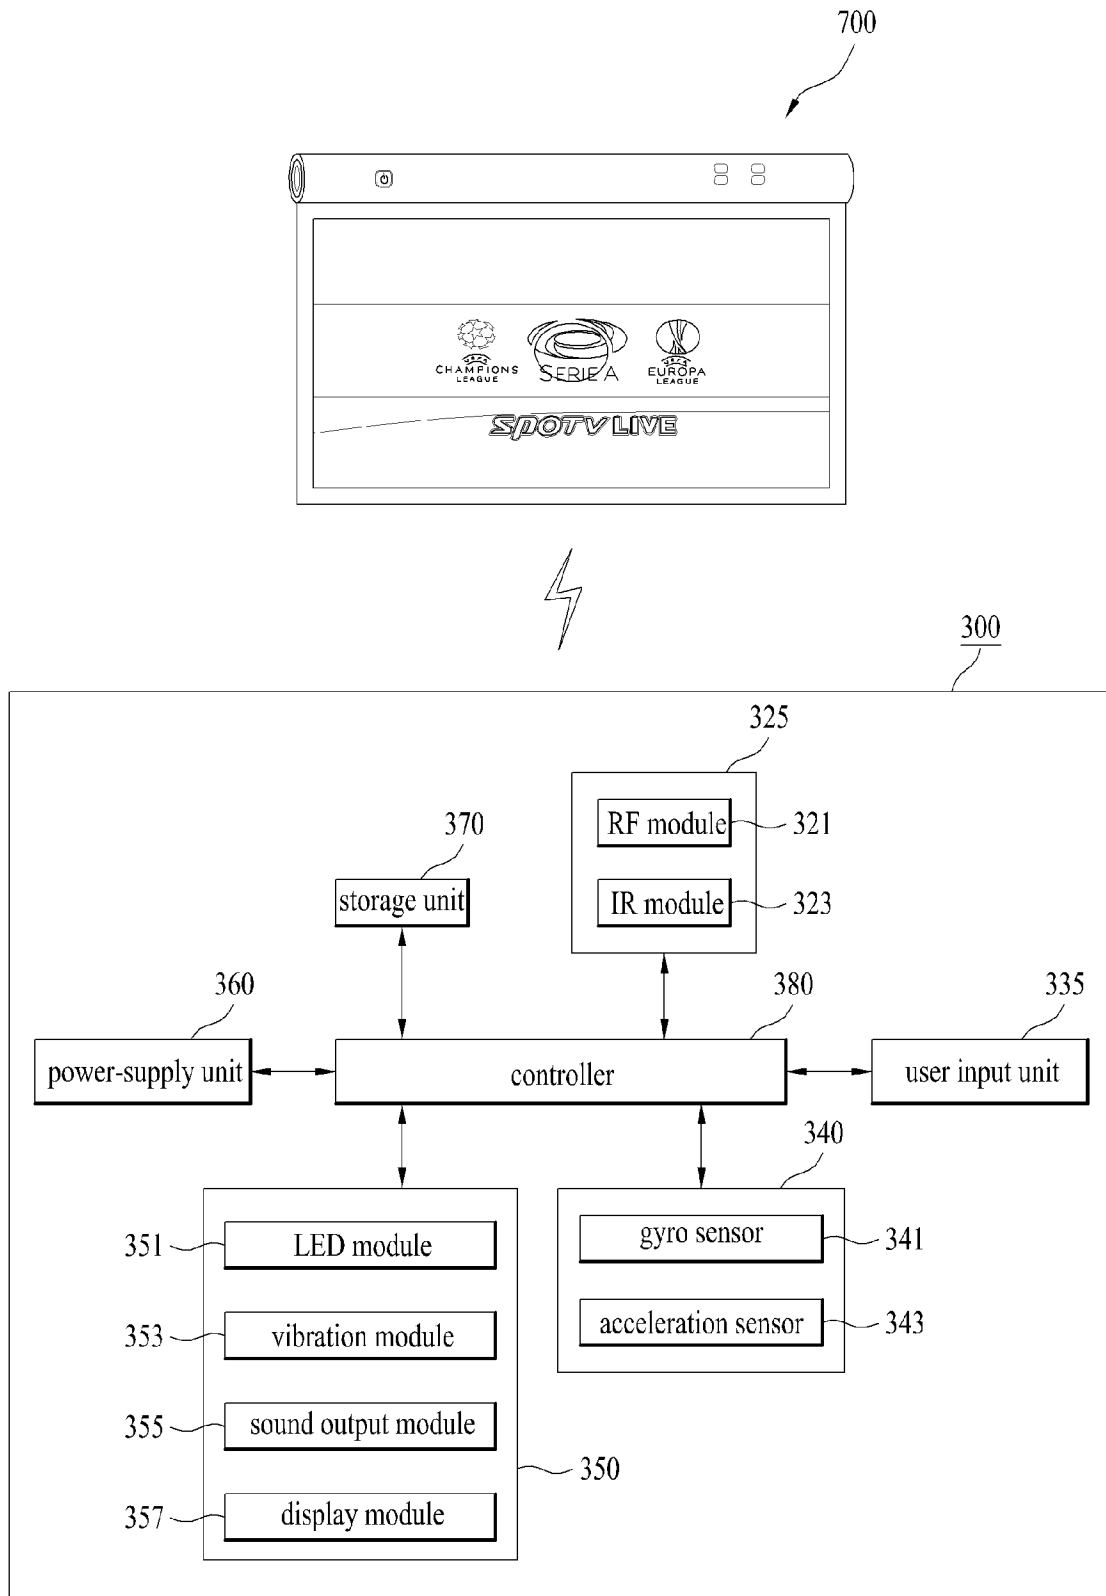 700
UEFA
CHAMPIONS
LEAGUE
SERIE A
UEFA
EUROPA
LEAGUE
SPOTV LIVE
300
325
RF module
321
370
storage unit
IR module
323
360
380
335
power-supply unit
controller
user input unit
340
351
LED module
gyro sensor
341
353
vibration module
acceleration sensor
343
355
sound output module
350
357
display module